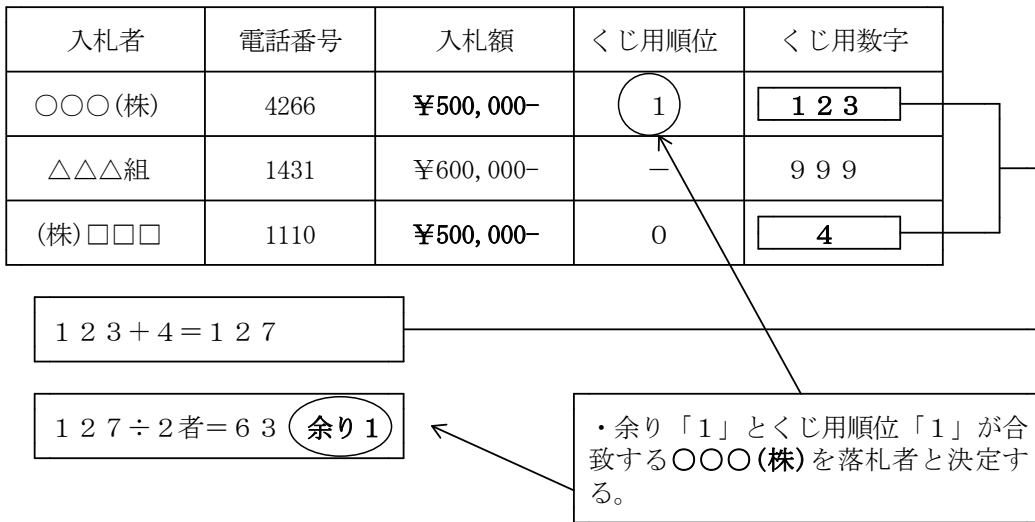 入札者 電話番号 入札額 くじ用順位 くじ用数字
○○○(株) 4266 ¥500,000- 1 123
△△△組 1431 ¥600,000- － 999
(株)□□□ 1110 ¥500,000- 0 4
123＋4＝127
127÷2者＝63 余り1
・余り「1」とくじ用順位「1」が合
致する○○○(株)を落札者と決定す
る。